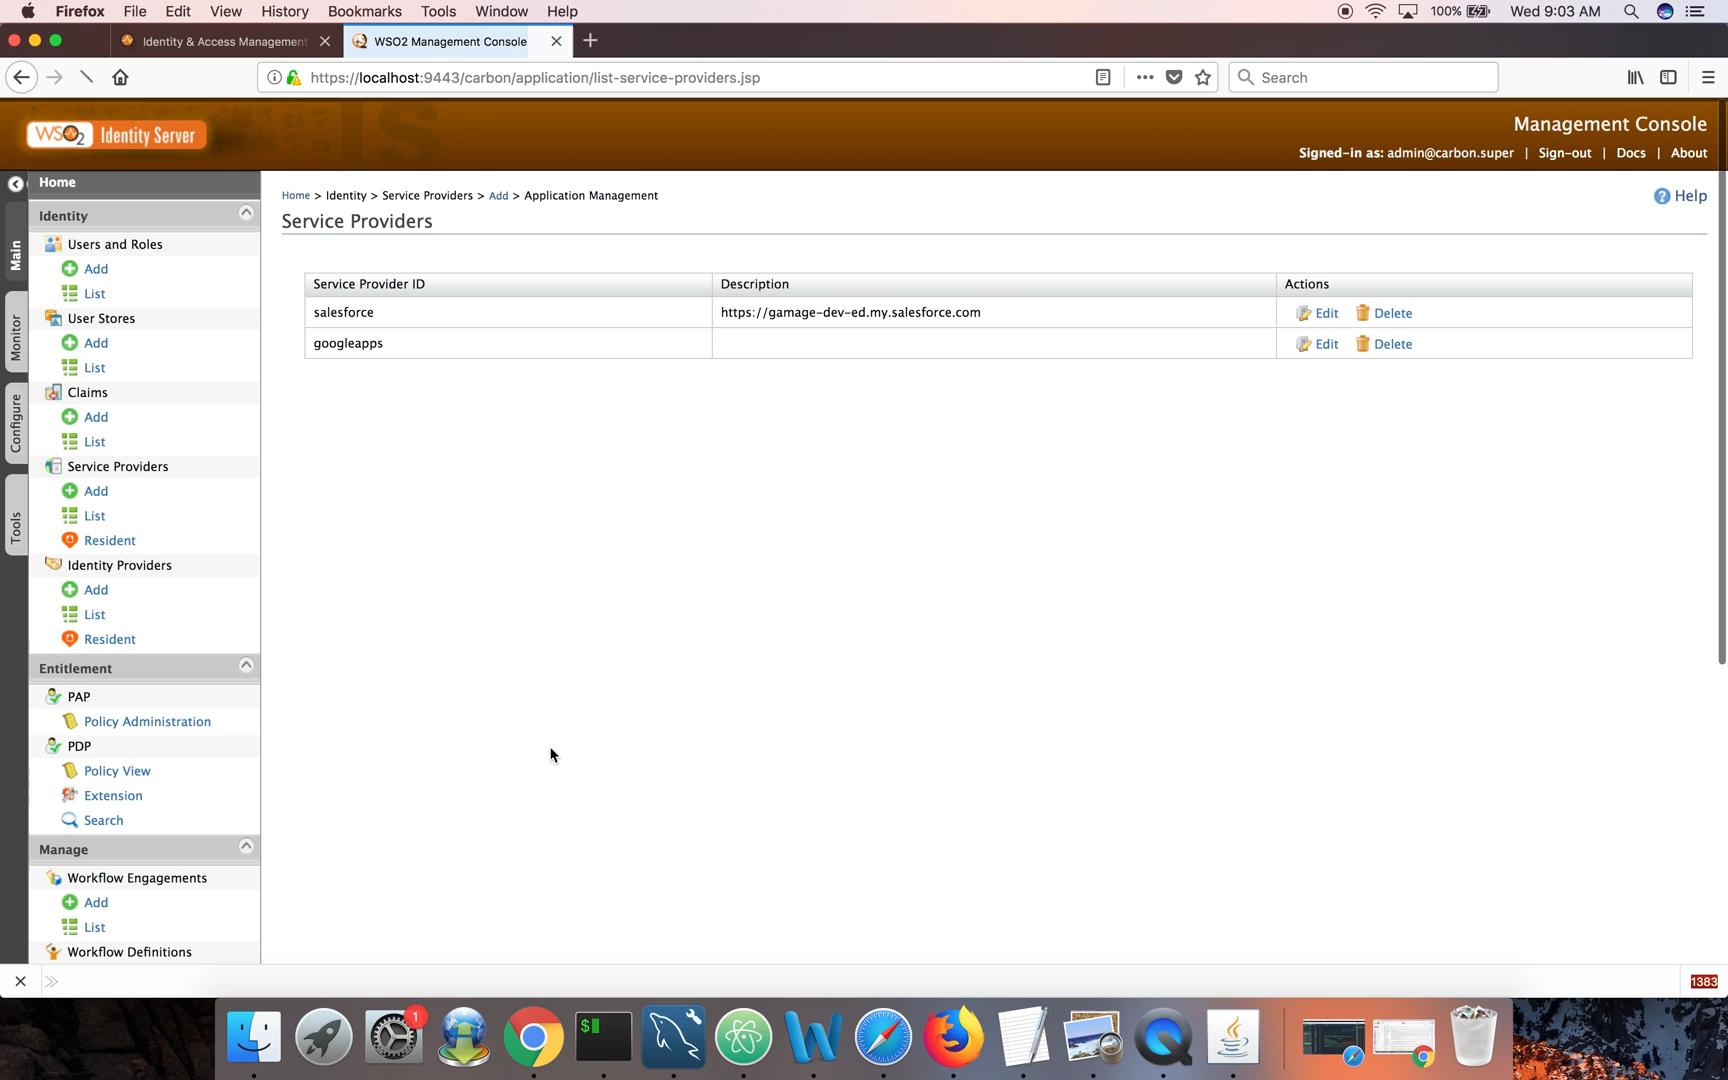 Firefox File Edit View History Bookmarks Tools Window Help 100% Wed 9:03 AM
Identity & Access Management WSO2 Management Console
https://localhost:9443/carbon/application/list-service-providers.jsp Search
WSO2 Identity Server
Management Console
Signed-in as: admin@carbon.super | Sign-out | Docs | About
Main
Monitor
Configure
Tools
Home
Identity
Users and Roles
Add
List
User Stores
Add
List
Claims
Add
List
Service Providers
Add
List
Resident
Identity Providers
Add
List
Resident
Entitlement
PAP
Policy Administration
PDP
Policy View
Extension
Search
Manage
Workflow Engagements
Add
List
Workflow Definitions
Home > Identity > Service Providers > Add > Application Management
Help
Service Providers
Service Provider ID Description Actions
salesforce https://gamage-dev-ed.my.salesforce.com Edit Delete
googleapps Edit Delete
1383
1
$